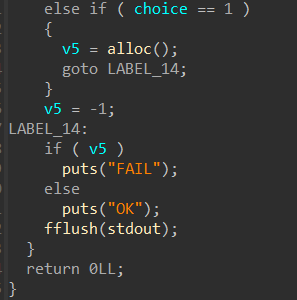 else if ( choice == 1 )
{
v5 = alloc();
goto LABEL_14;
}
v5 = -1;
LABEL_14:
if ( v5 )
puts("FAIL");
else
puts("OK");
fflush(stdout);
}
return 0LL;
}